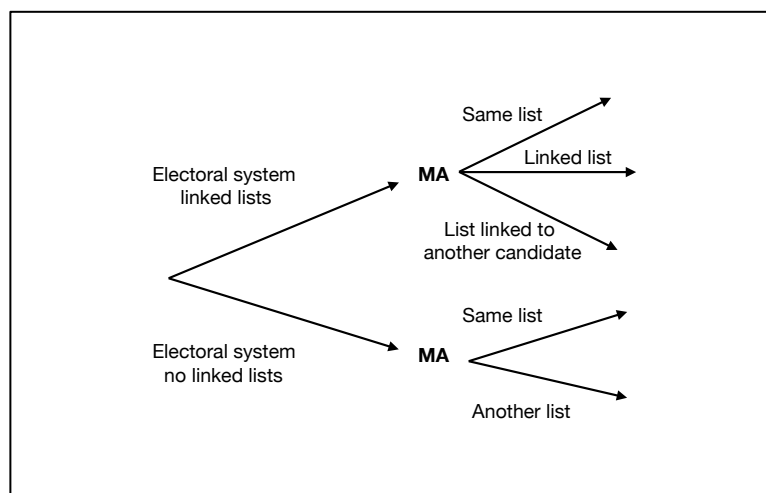 Same list
Linked list
Electoral system
linked lists
MA
List linked to
another candidate
Same list
Electoral system
no linked lists
MA
Another list